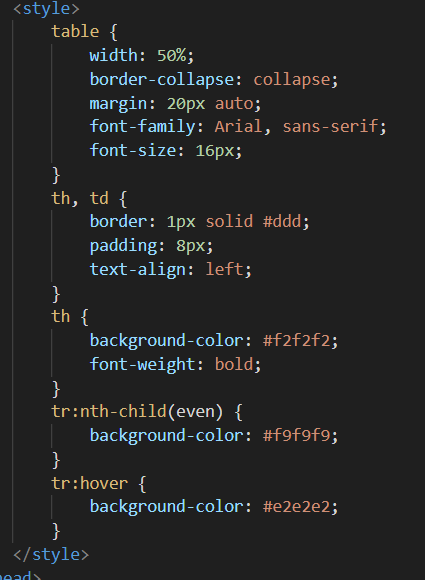 <style>
    table {
        width: 50%;
        border-collapse: collapse;
        margin: 20px auto;
        font-family: Arial, sans-serif;
        font-size: 16px;
    }
    th, td {
        border: 1px solid #ddd;
        padding: 8px;
        text-align: left;
    }
    th {
        background-color: #f2f2f2;
        font-weight: bold;
    }
    tr:nth-child(even) {
        background-color: #f9f9f9;
    }
    tr:hover {
        background-color: #e2e2e2;
    }
</style>
head>